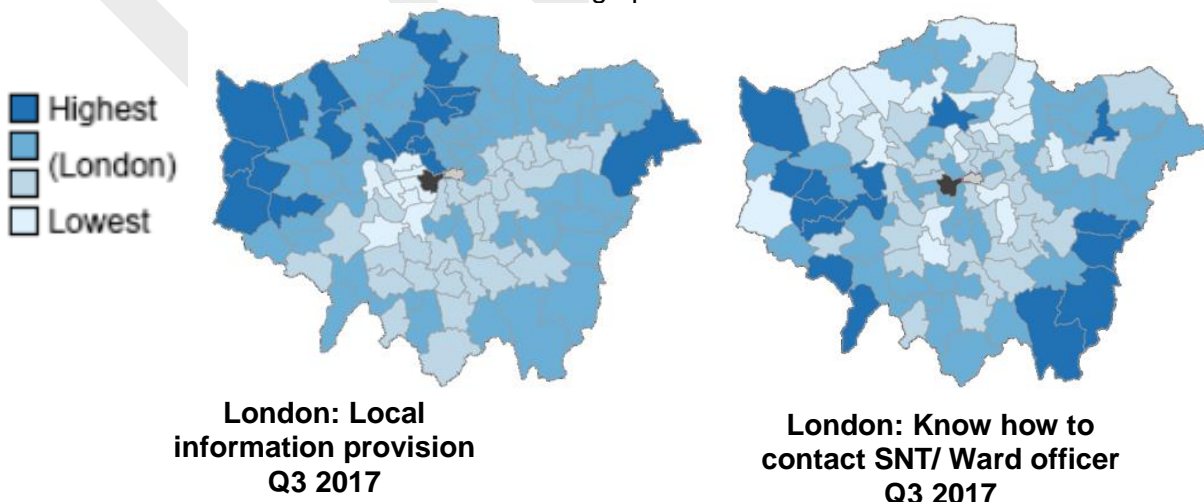 Highest
(London)
Lowest
London: Local
information provision
Q3 2017
London: Know how to
contact SNT/ Ward officer
Q3 2017